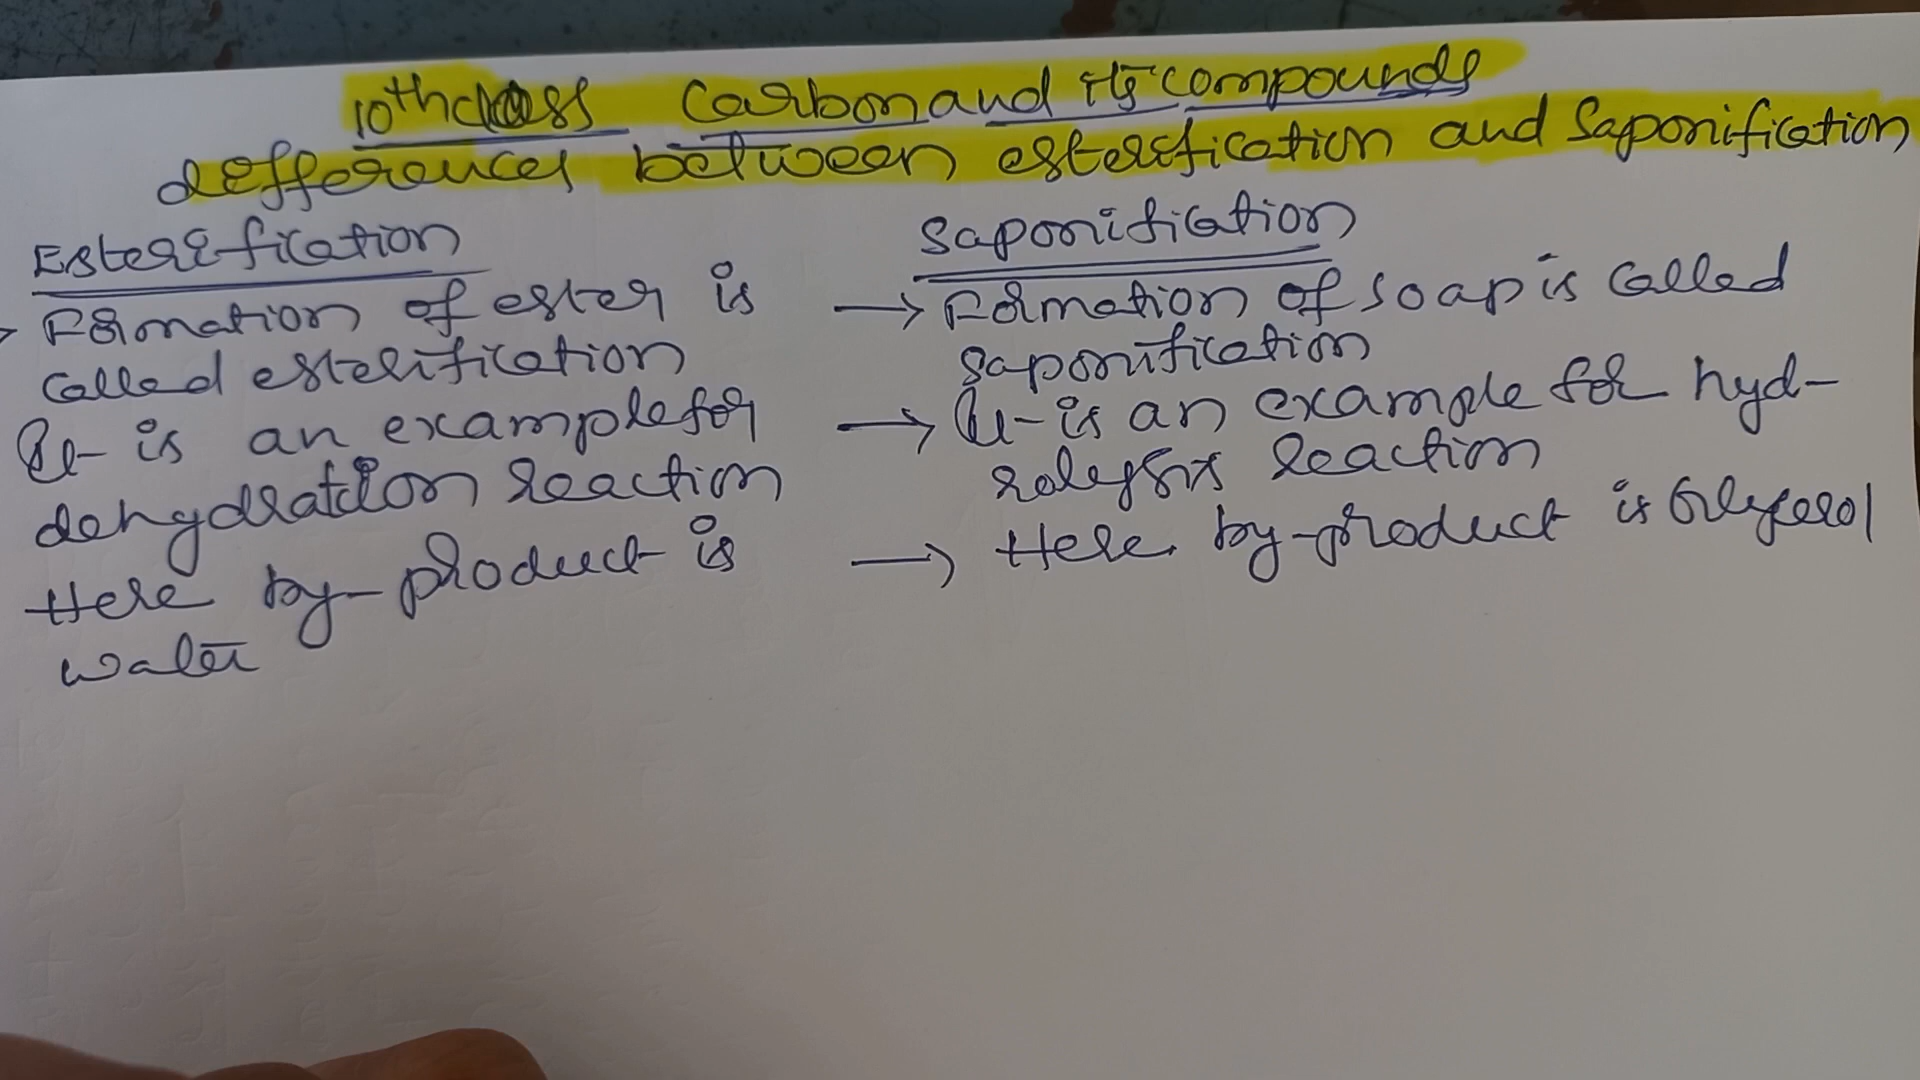 10th class Carbon and its compounds
differences between esterification and Saponification
Esterification
Formation of ester is
called esterification
It is an example for
dehydration reaction
Here by-product is
water
Saponification
→ Formation of soap is called
saponification
→ It is an example for hyd-
rolysis reaction
→ Here by-product is Glycerol